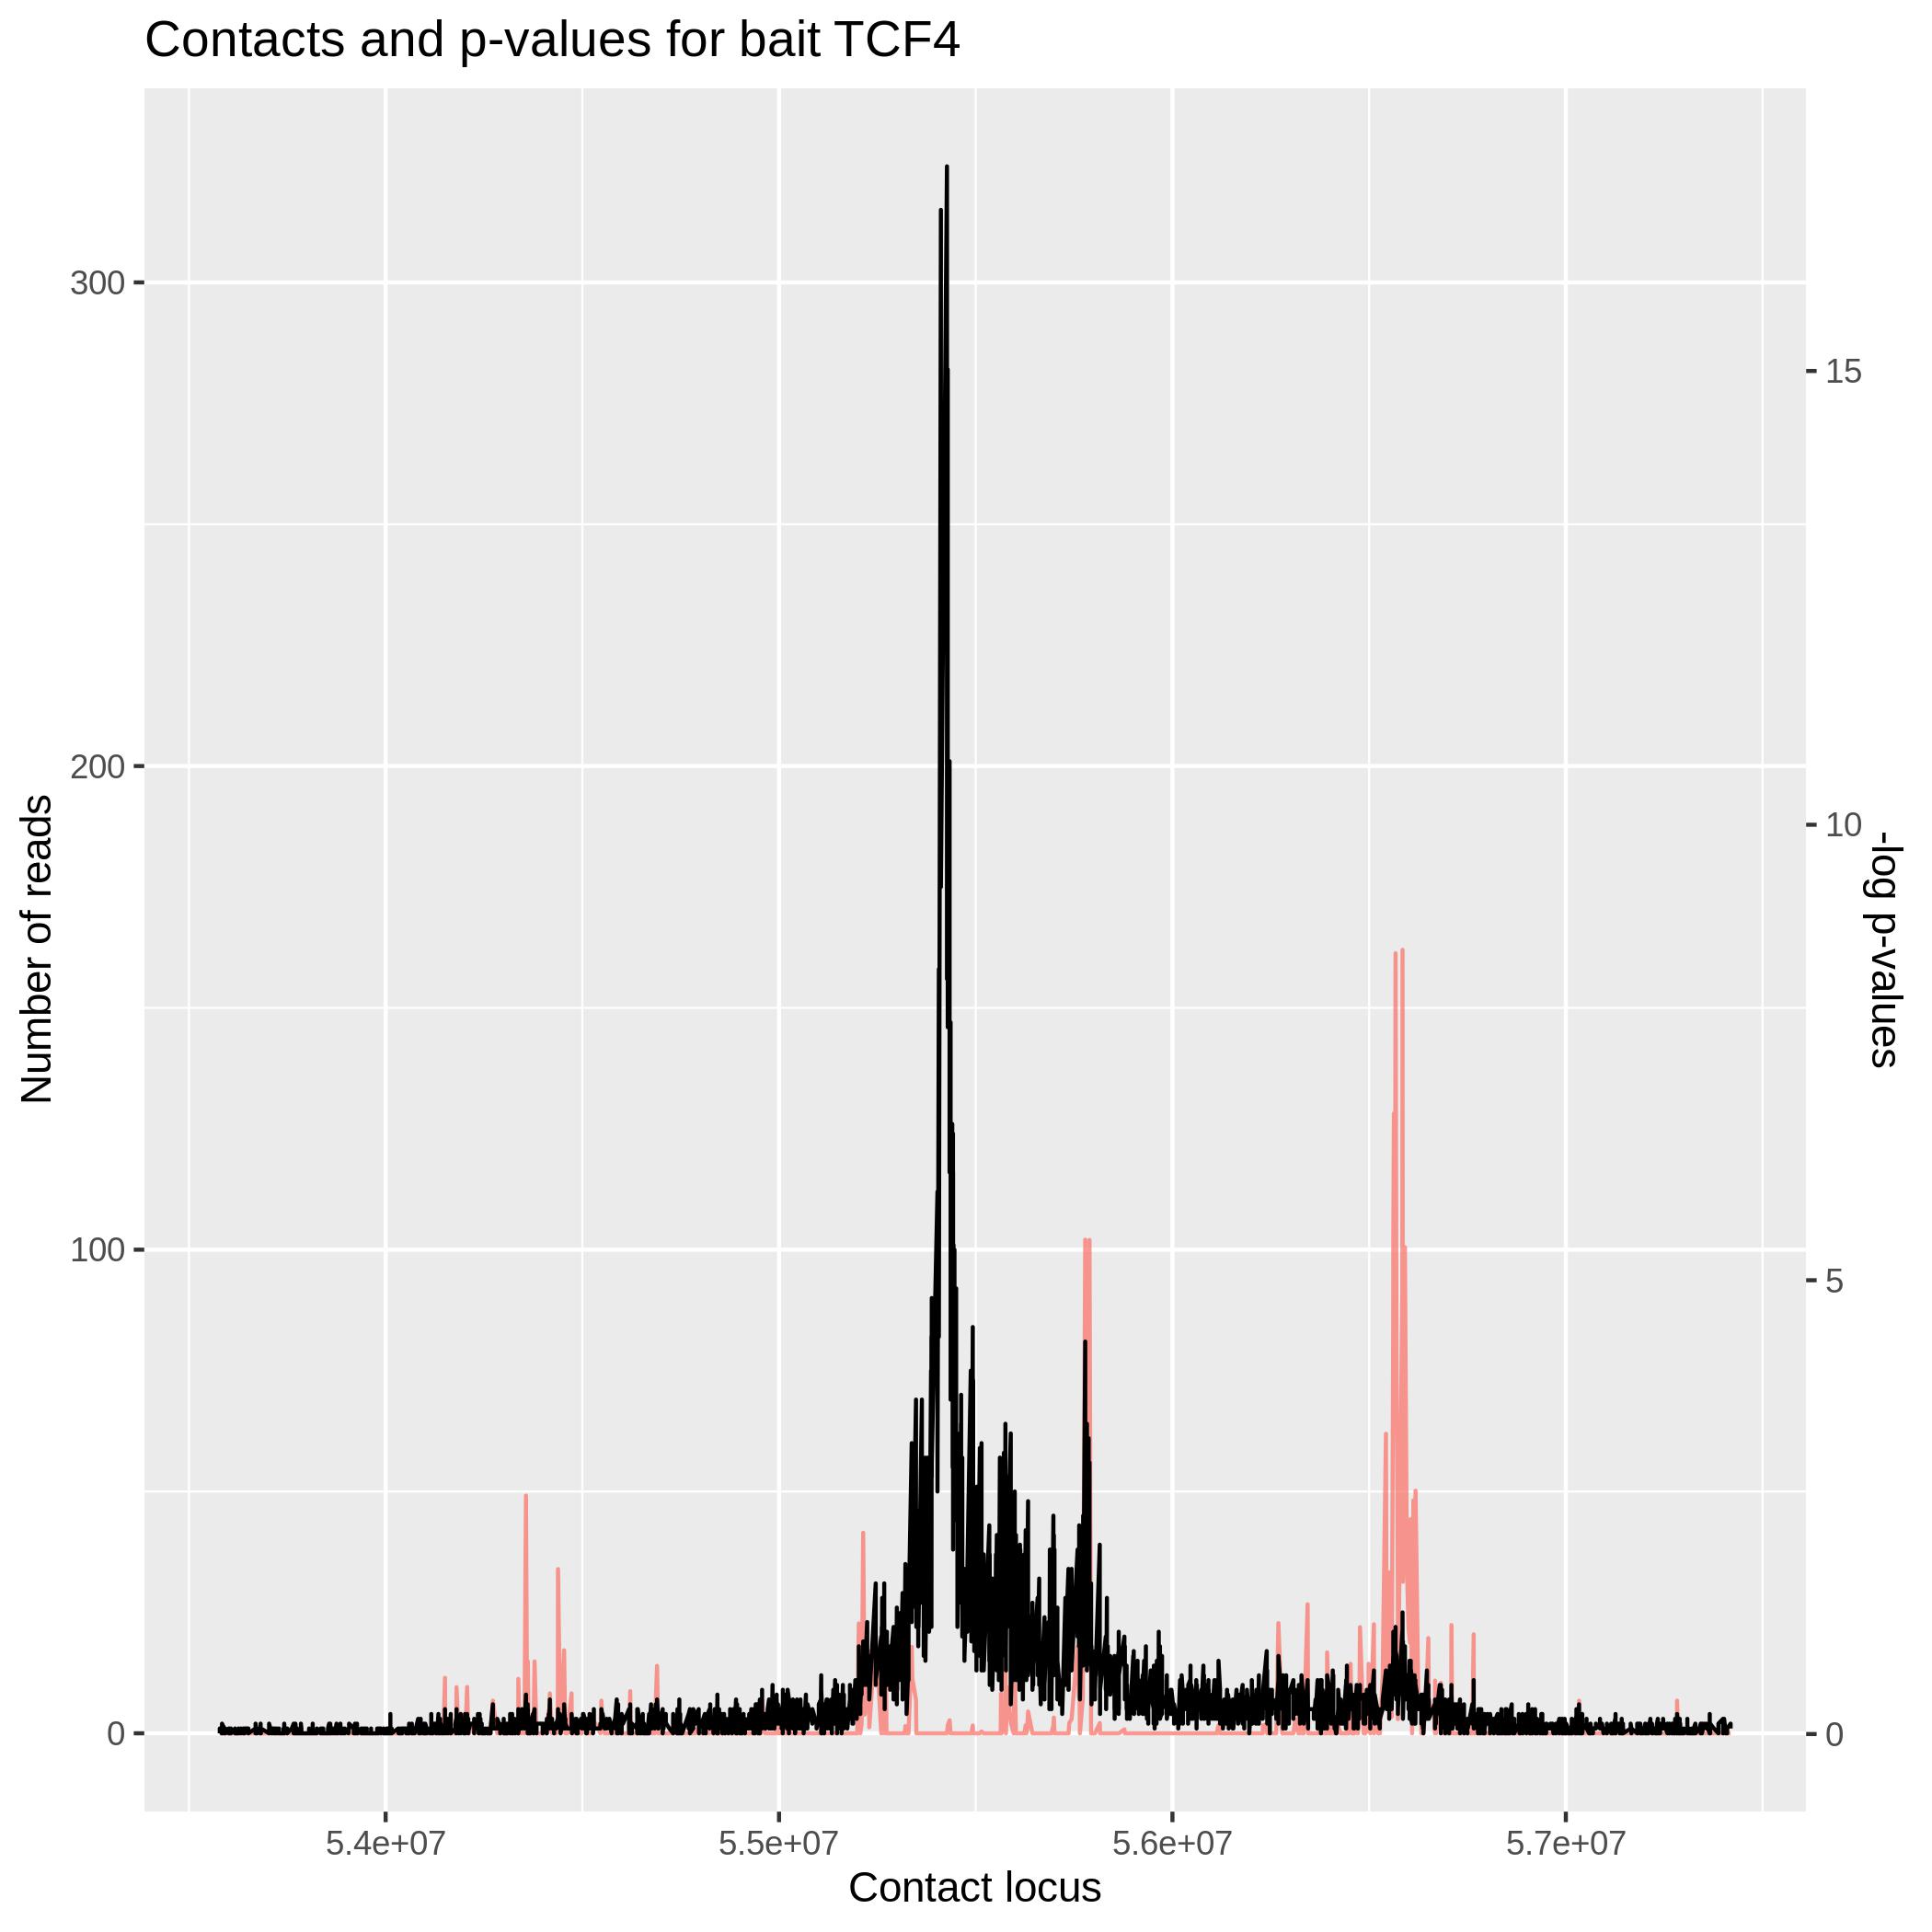 Contacts and p-values for bait TCF4
300
200
100
0
Number of reads
15
10
5
0
-log p-values
5.4e+07
5.5e+07
5.6e+07
5.7e+07
Contact locus